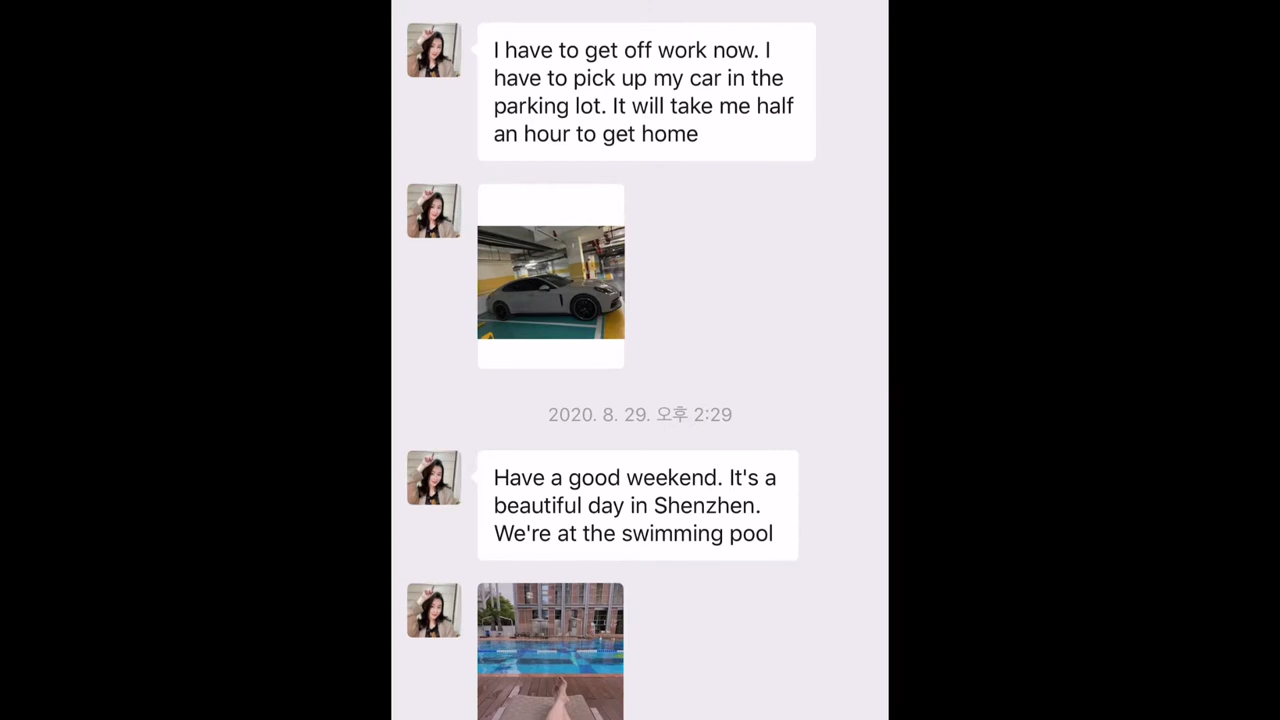 I have to get off work now. I
have to pick up my car in the
parking lot. It will take me half
an hour to get home
2020. 8. 29. 오후 2:29
Have a good weekend. It's a
beautiful day in Shenzhen.
We're at the swimming pool